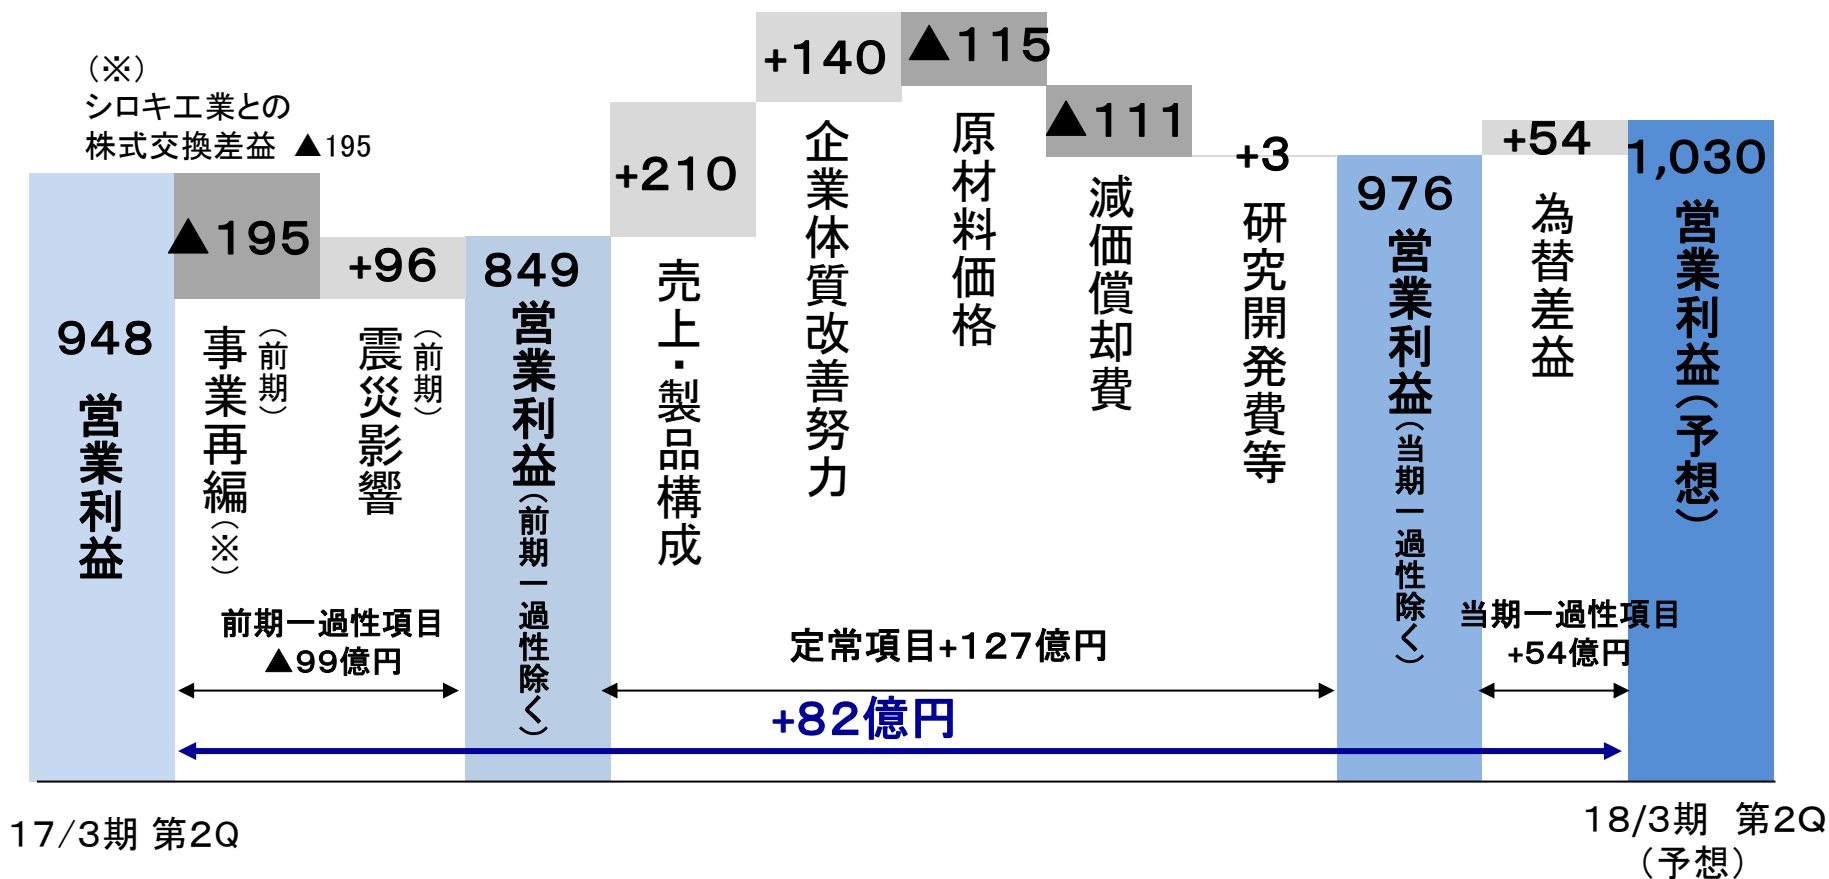 （※）
シロキ工業との
株式交換差益 ▲195
948
営業利益
▲195
事業再編（※）
（前期）
+96
震災影響
（前期）
849
営業利益（前期一過性除く）
+210
売上・製品構成
+140
企業体質改善努力
▲115
原材料価格
▲111
減価償却費
+3
研究開発費等
976
営業利益（当期一過性除く）
+54
為替差益
1,030
営業利益（予想）
前期一過性項目
▲99億円
定常項目+127億円
当期一過性項目
+54億円
+82億円
17/3期 第2Q
18/3期 第2Q
（予想）